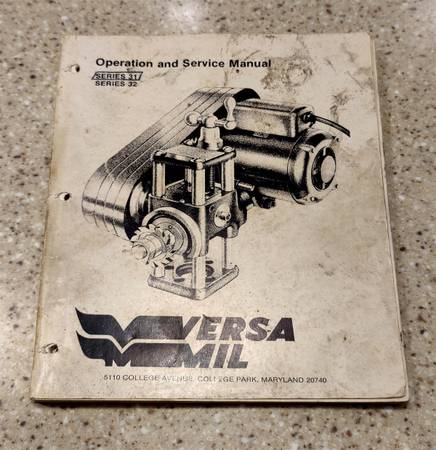 Operation and Service Manual
SERIES 31
SERIES 32
VERSA
MIL
5110 COLLEGE AVENUE, COLLEGE PARK, MARYLAND 20740